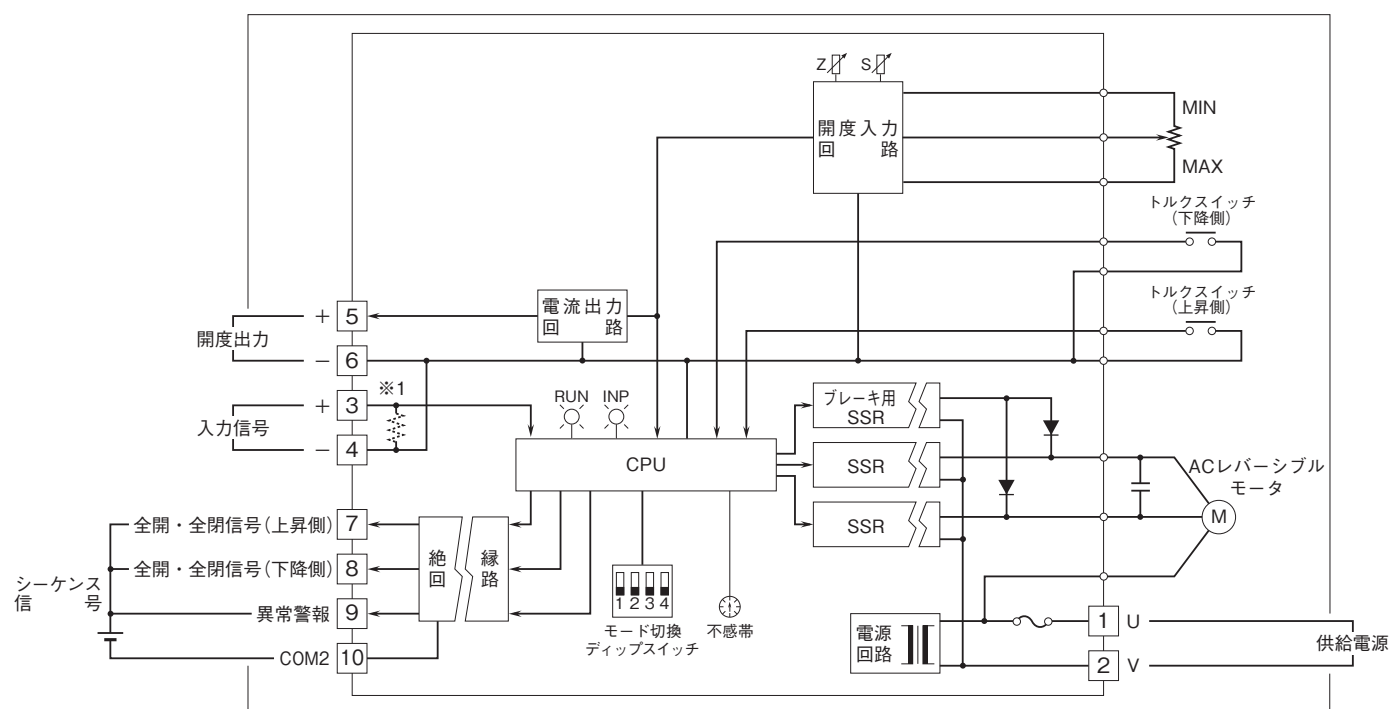 Z S
開度入力
回 路
MIN
MAX
トルクスイッチ
(下降側)
トルクスイッチ
(上昇側)
電流出力
回 路
開度出力
+ 5
− 6
※1
入力信号
+ 3
− 4
RUN INP
CPU
ブレーキ用
SSR
SSR
SSR
ACレバーシブル
モータ
M
シーケンス
信 号
全開・全閉信号(上昇側) 7
全開・全閉信号(下降側) 8
異常警報 9
COM2 10
絶 縁
回 路
1 2 3 4
モード切換
ディップスイッチ
不感帯
電源
回路
1 U
2 V
供給電源